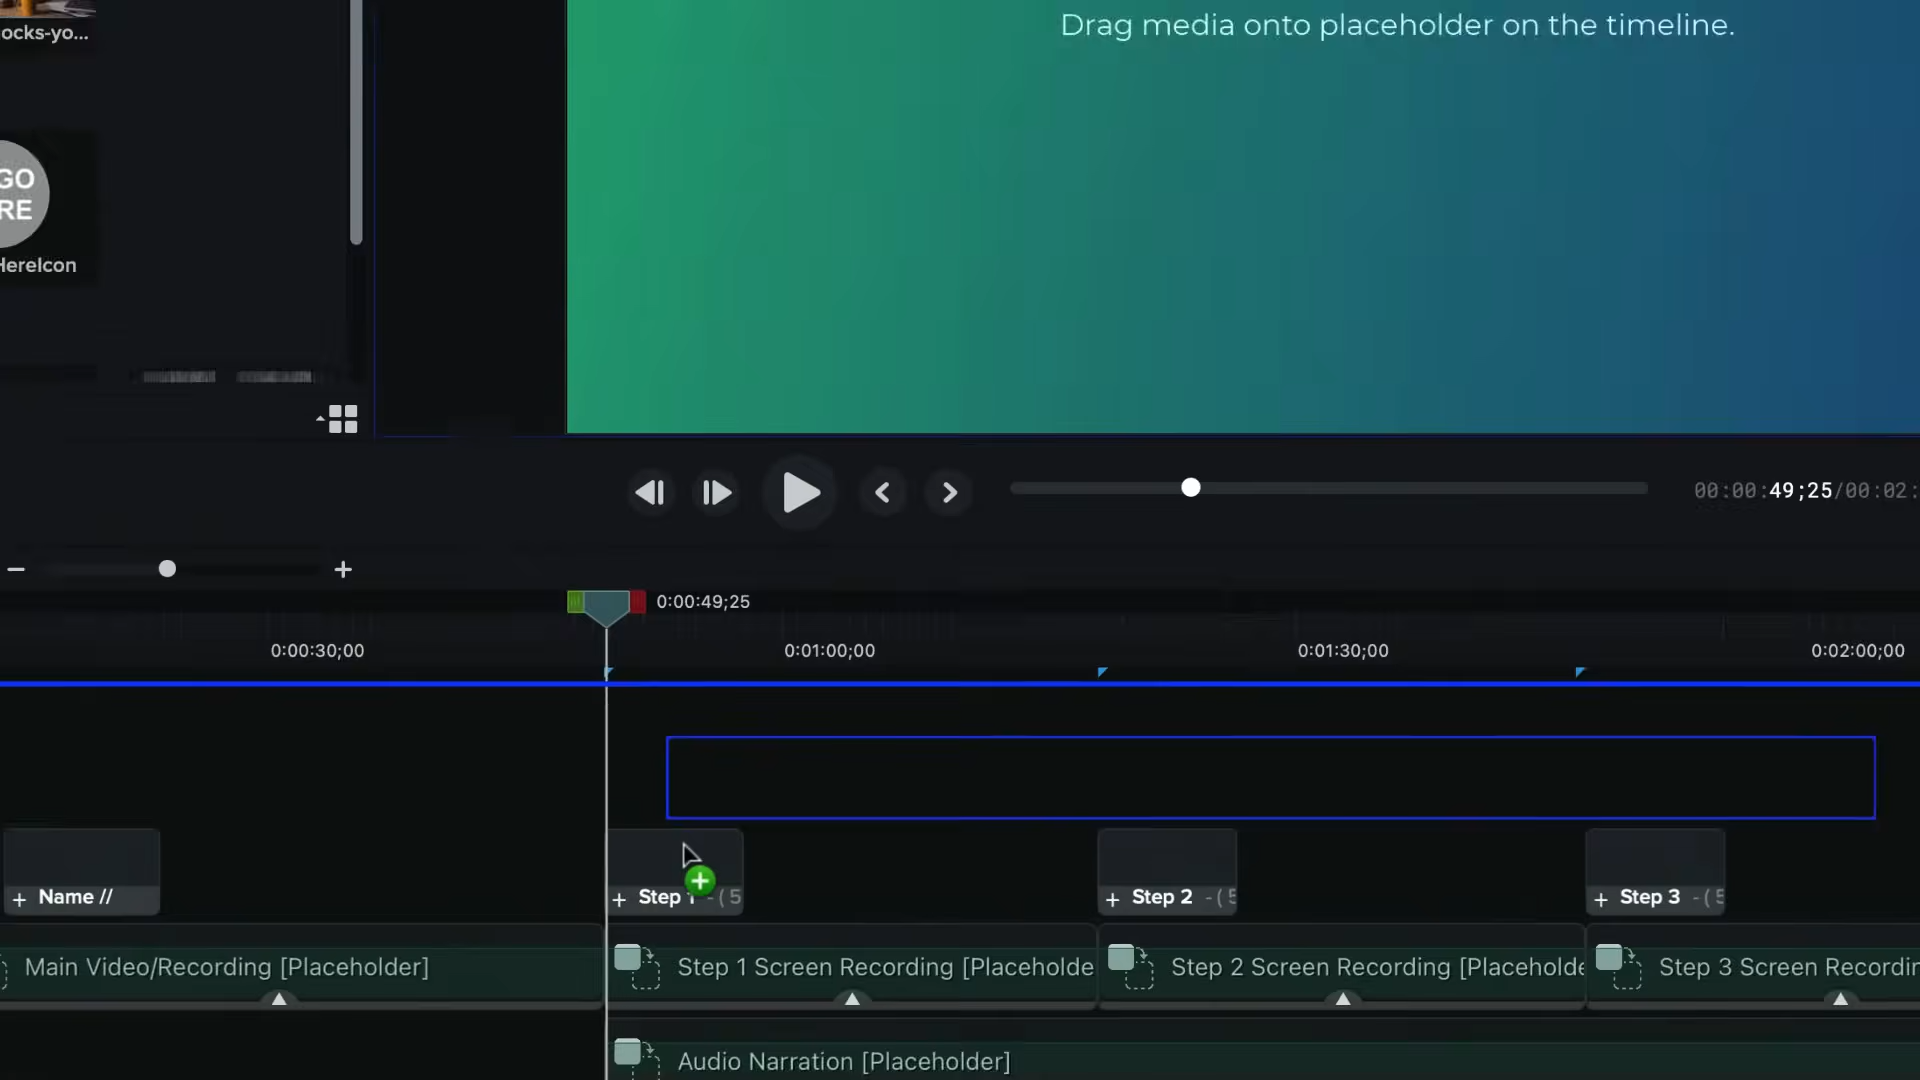 Drag media onto placeholder on the timeline.
ocks-yo...
GO
RE
HereIcon
00:00:49;25/00:02:
0:00:49;25
0:00:30;00
0:01:00;00
0:01:30;00
0:02:00;00
+ Name //
+ Step 1 - ( 5
+ Step 2 - ( 5
+ Step 3 - ( 5
Main Video/Recording [Placeholder]
Step 1 Screen Recording [Placeholde
Step 2 Screen Recording [Placeholde
Step 3 Screen Recordin
Audio Narration [Placeholder]